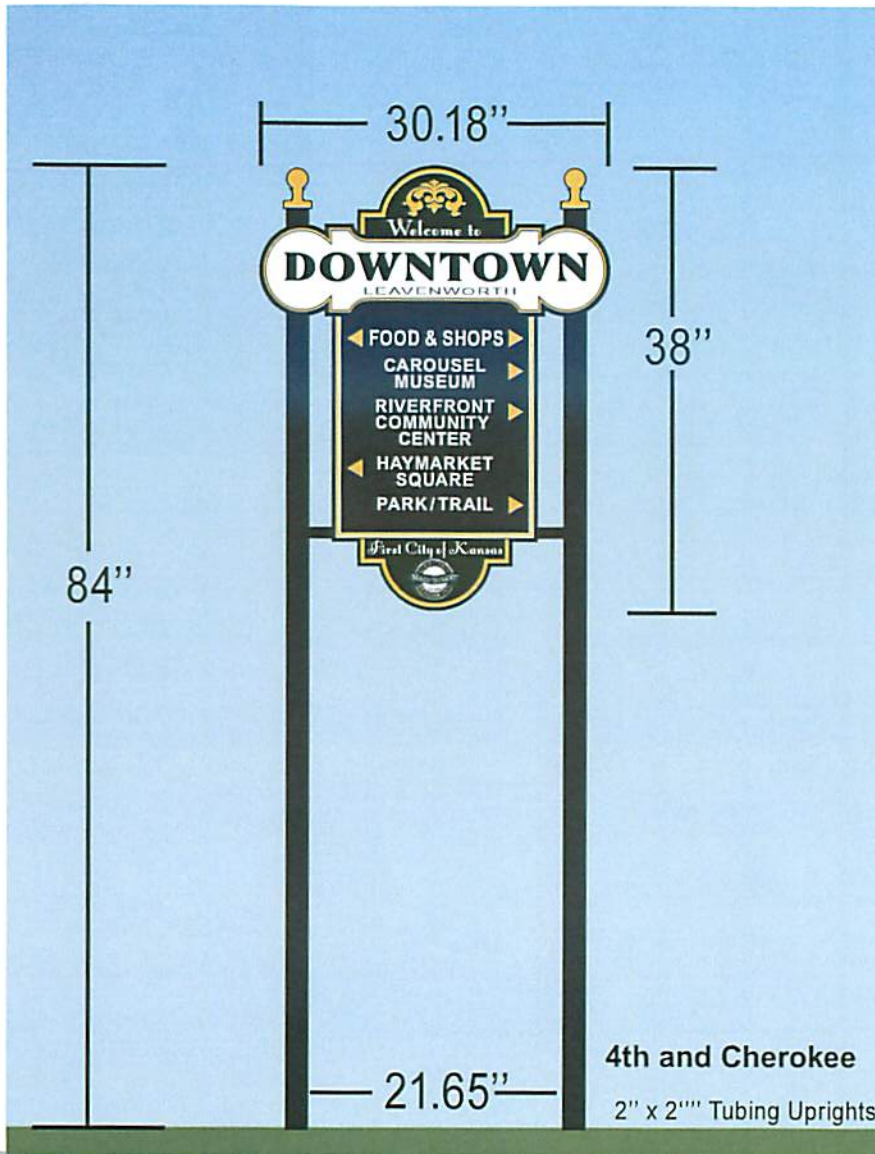 30.18’’
Welcome to
DOWNTOWN
LEAVENWORTH
FOOD & SHOPS
CAROUSEL
MUSEUM
RIVERFRONT
COMMUNITY
CENTER
HAYMARKET
SQUARE
PARK/TRAIL
First City of Kansas
38’’
84’’
21.65’’
4th and Cherokee
2’’ x 2’’’’ Tubing Uprights